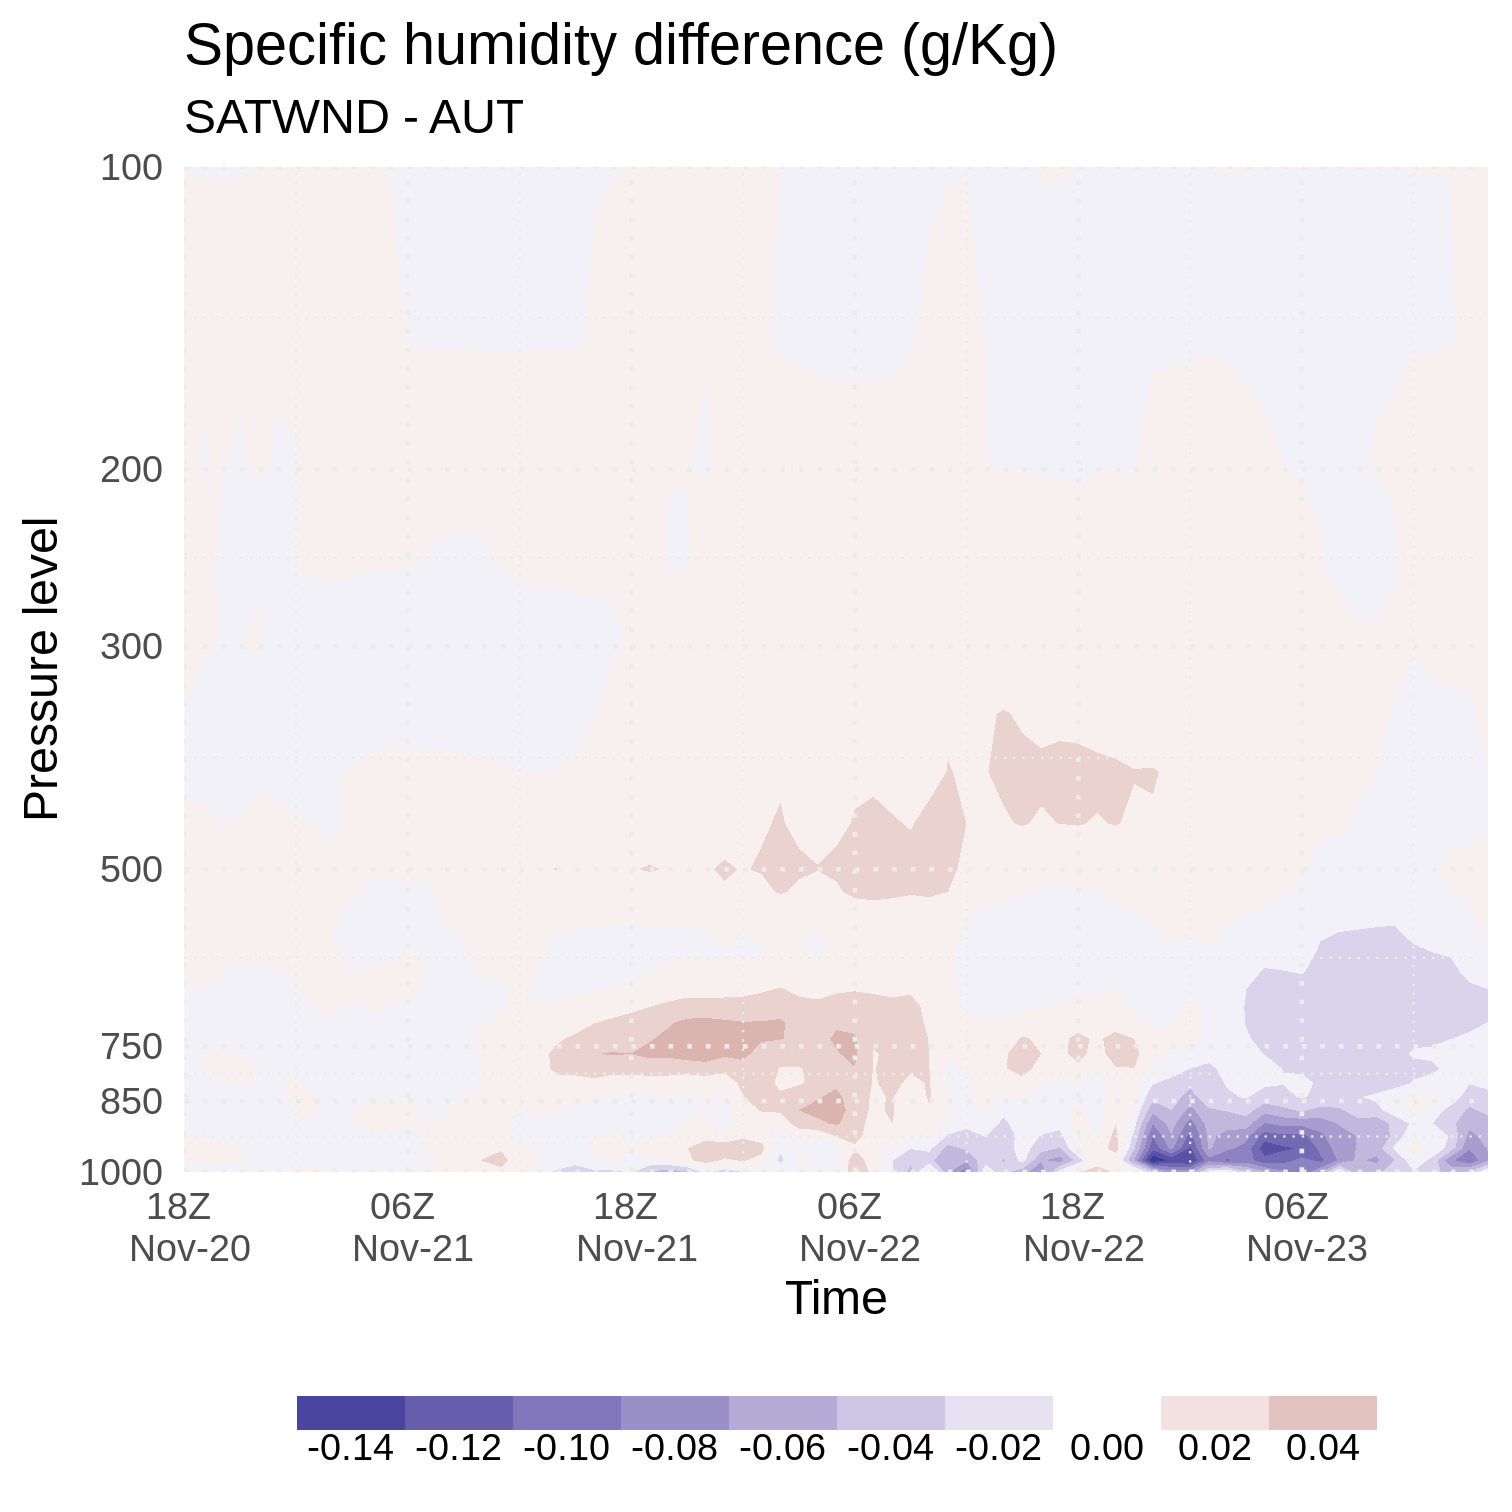 Specific humidity difference (g/Kg)
SATWND - AUT
100
200
300
500
750
850
1000
Pressure level
18Z 06Z 18Z 06Z 18Z 06Z
Nov-20 Nov-21 Nov-21 Nov-22 Nov-22 Nov-23
Time
-0.14 -0.12 -0.10 -0.08 -0.06 -0.04 -0.02 0.00 0.02 0.04